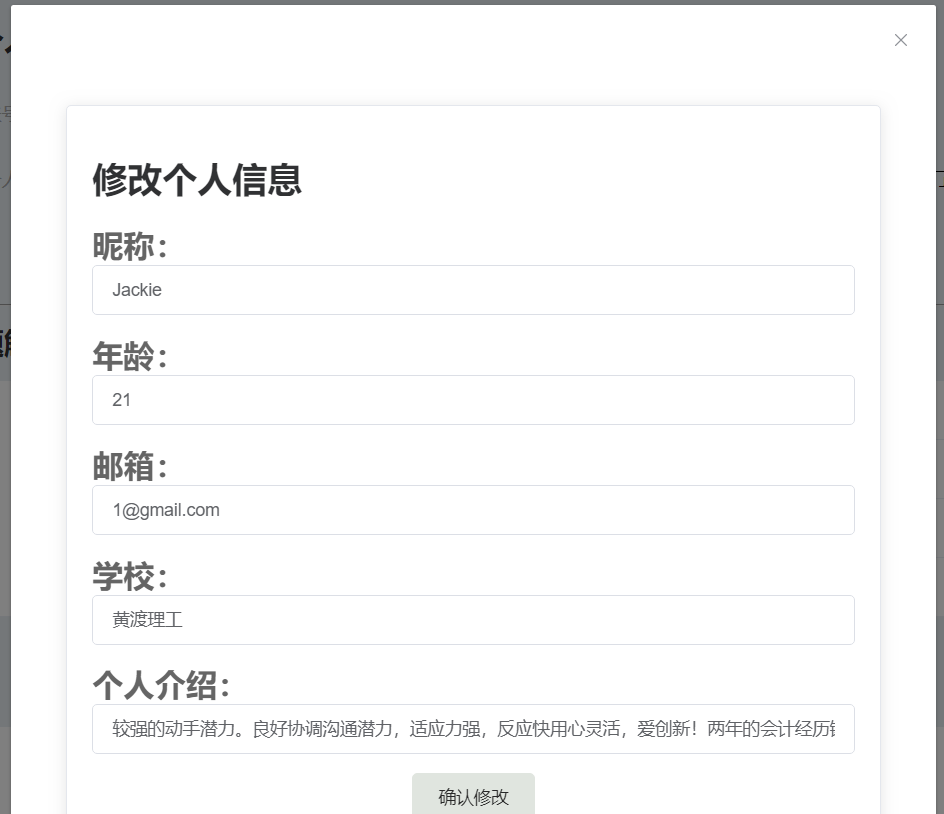 修改个人信息
昵称：
Jackie
年龄：
21
邮箱：
1@gmail.com
学校：
黄渡理工
个人介绍：
较强的动手潜力。良好协调沟通潜力，适应力强，反应快用心灵活，爱创新！两年的会计经历
确认修改